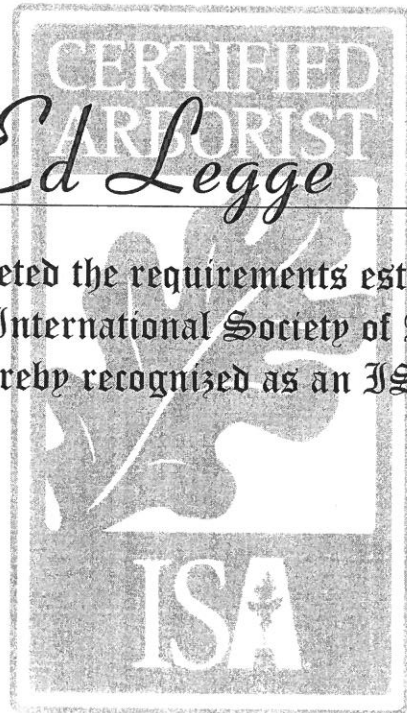 CERTIFIED
ARBORIST
Ed Legge
eted the requirements est
International Society of
reby recognized as an IS
ISA